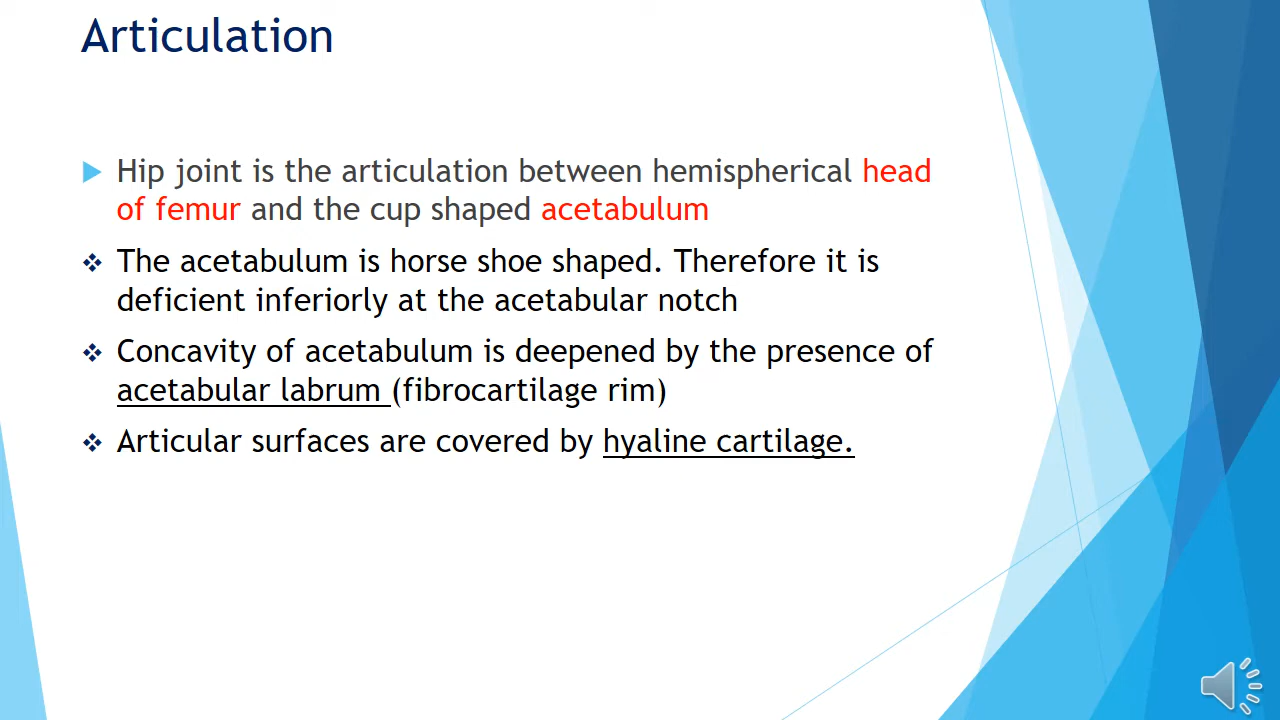 Articulation
Hip joint is the articulation between hemispherical head
of femur and the cup shaped acetabulum
The acetabulum is horse shoe shaped. Therefore it is
deficient inferiorly at the acetabular notch
Concavity of acetabulum is deepened by the presence of
acetabular labrum (fibrocartilage rim)
Articular surfaces are covered by hyaline cartilage.